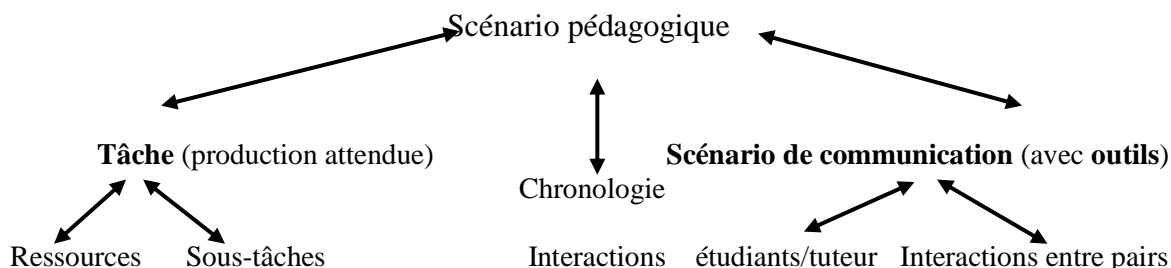 Scénario pédagogique
Tâche (production attendue)
Scénario de communication (avec outils)
Chronologie
Ressources Sous-tâches Interactions étudiants/tuteur Interactions entre pairs